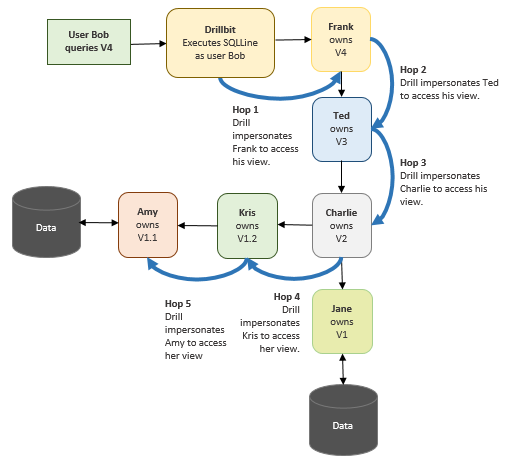 User Bob
queries V4
Drillbit
Executes SQLLine
as user Bob
Frank
owns
V4
Hop 2
Drill impersonates Ted
to access his view.
Hop 1
Drill
impersonates
Frank to access
his view.
Ted
owns
V3
Hop 3
Drill impersonates
Charlie to access his
view.
Data
Amy
owns
V1.1
Kris
owns
V1.2
Charlie
owns
V2
Hop 5
Drill
impersonates
Amy to access
her view
Hop 4
Drill
impersonates
Kris to access
her view.
Jane
owns
V1
Data